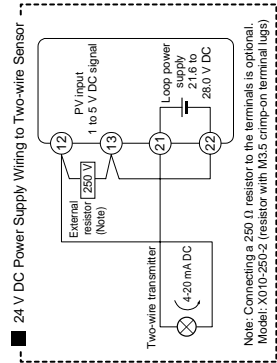 24 V DC Power Supply Wiring to Two-wire Sensor
PV input
1 to 5 V DC signal
Loop power
supply
21.6 to
28.0 V DC
12
13
21
22
250 V
External
resistor
(Note)
Two-wire transmitter
4-20 mA DC
Note: Connecting a 250 Ω resistor to the terminals is optional.
Model: X010-250-2 (resistor with M3.5 crimp-on terminal lugs)